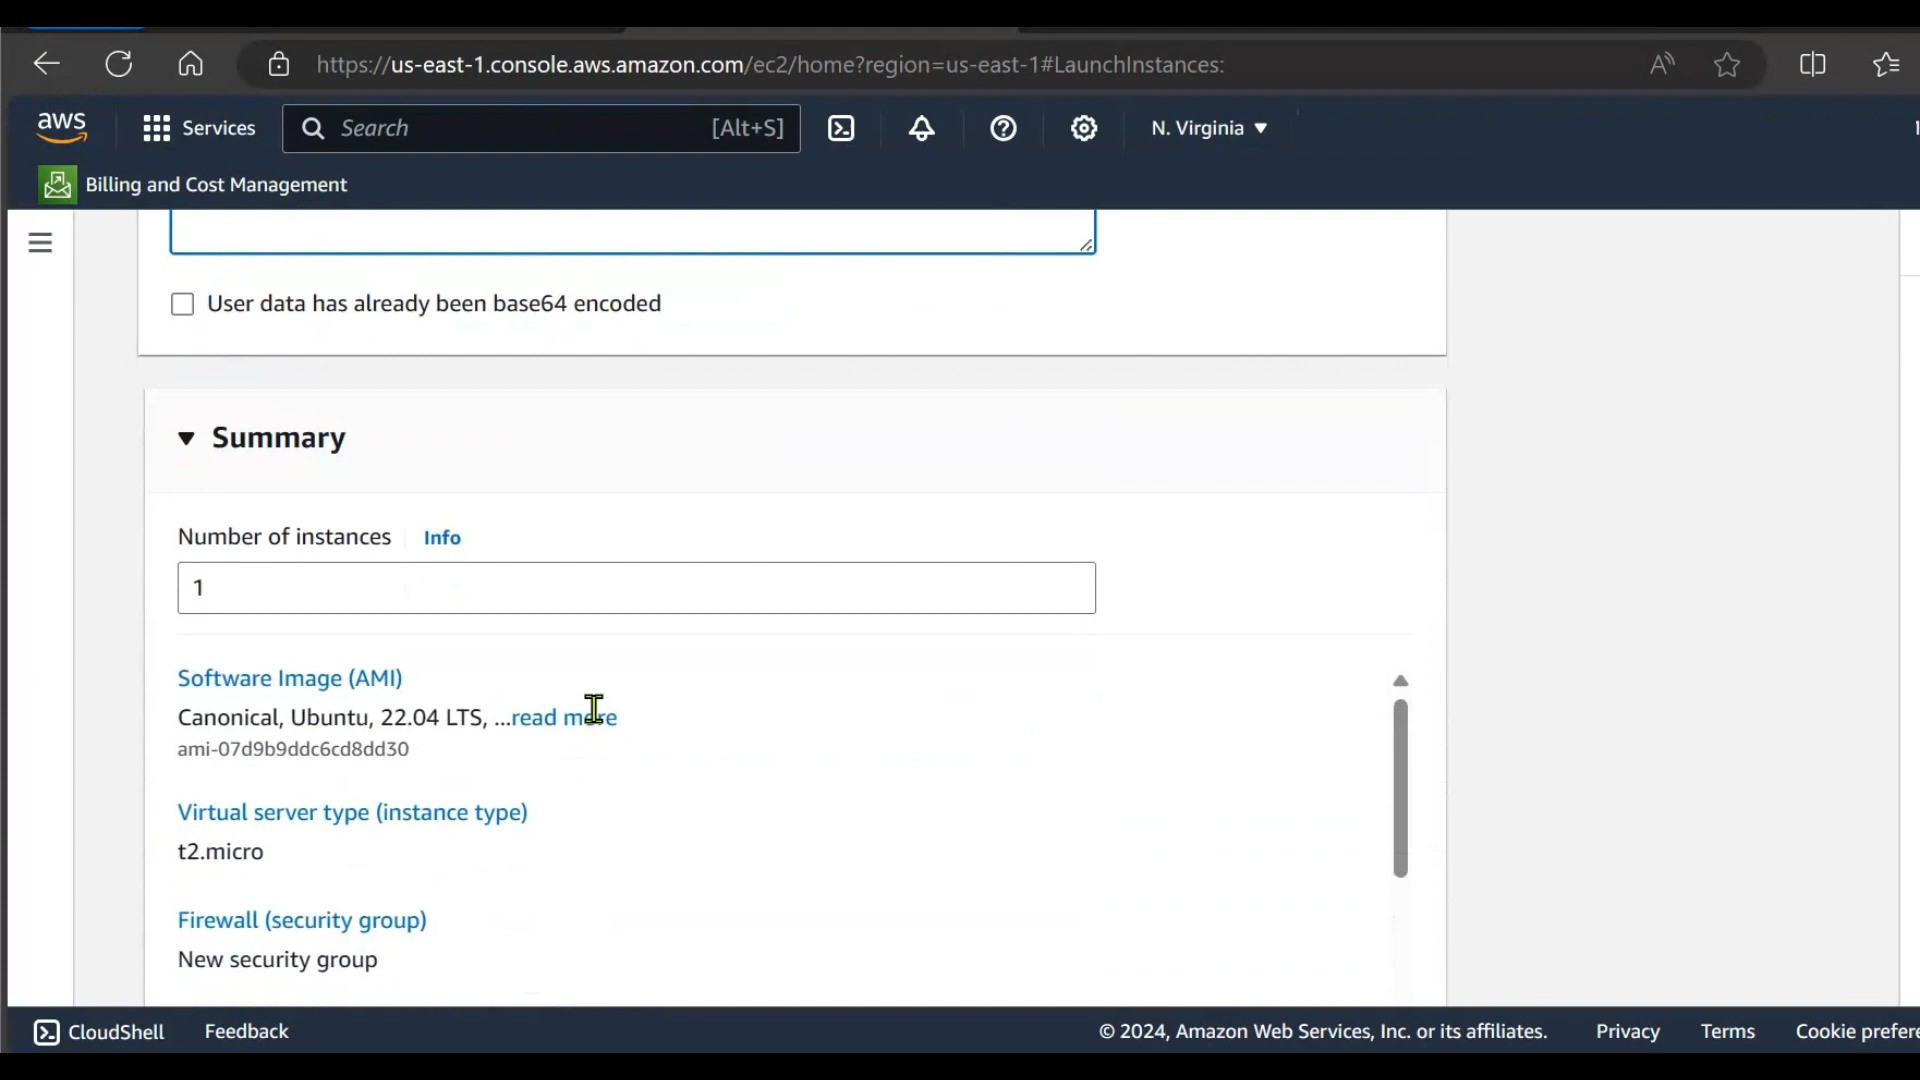 https://us-east-1.console.aws.amazon.com/ec2/home?region=us-east-1#LaunchInstances:
aws
Services
Search
[Alt+S]
N. Virginia
Billing and Cost Management
User data has already been base64 encoded
Summary
Number of instances
Info
1
Software Image (AMI)
Canonical, Ubuntu, 22.04 LTS, ...read more
ami-07d9b9ddc6cd8dd30
Virtual server type (instance type)
t2.micro
Firewall (security group)
New security group
CloudShell
Feedback
© 2024, Amazon Web Services, Inc. or its affiliates.
Privacy
Terms
Cookie prefere